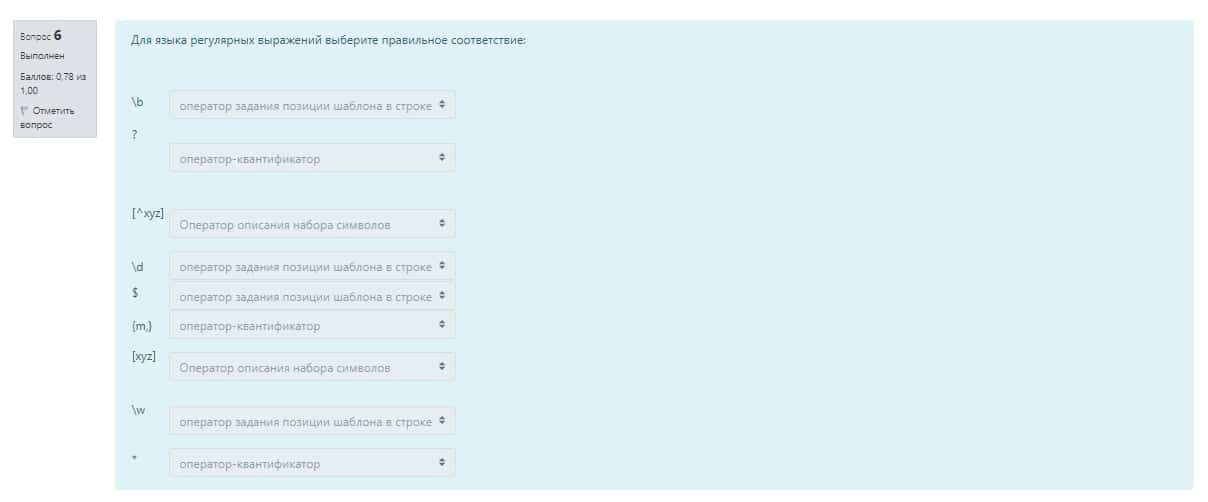 Вопрос 6
Выполнен
Баллов: 0,78 из
1,00
Отметить
вопрос
Для языка регулярных выражений выберите правильное соответствие:
\b оператор задания позиции шаблона в строке
?
оператор-квантификатор
[^xyz] Оператор описания набора символов
\d оператор задания позиции шаблона в строке
$ оператор задания позиции шаблона в строке
{m,} оператор-квантификатор
[xyz] Оператор описания набора символов
\w оператор задания позиции шаблона в строке
* оператор-квантификатор